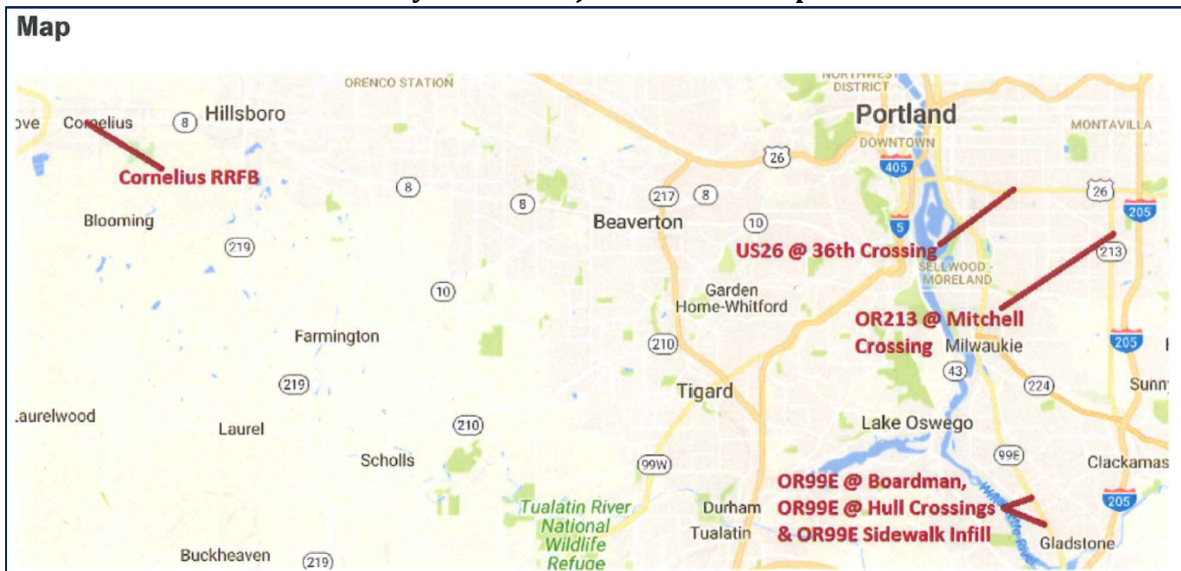 Map
ORENCO STATION
NORTHWEST
DISTRICT
ove
Cornelius
8
Hillsboro
Portland
MONTAVILLA
DOWNTOWN
26
405
Cornelius RRFB
8
217
8
26
205
8
Blooming
Beaverton
10
5
219
US26 @ 36th Crossing
213
SELLWOOD -
MORELAND
10
Garden
Home-Whitford
OR213 @ Mitchell
Crossing
Farmington
210
Milwaukie
205
43
219
Tigard
224
Sunn
Laurelwood
Laurel
210
Lake Oswego
Scholls
99W
99E
Clackamas
OR99E @ Boardman,
OR99E @ Hull Crossings
& OR99E Sidewalk Infill
205
Tualatin River
National
Wildlife
Refuge
Durham
Tualatin
Gladstone
Buckheaven
219